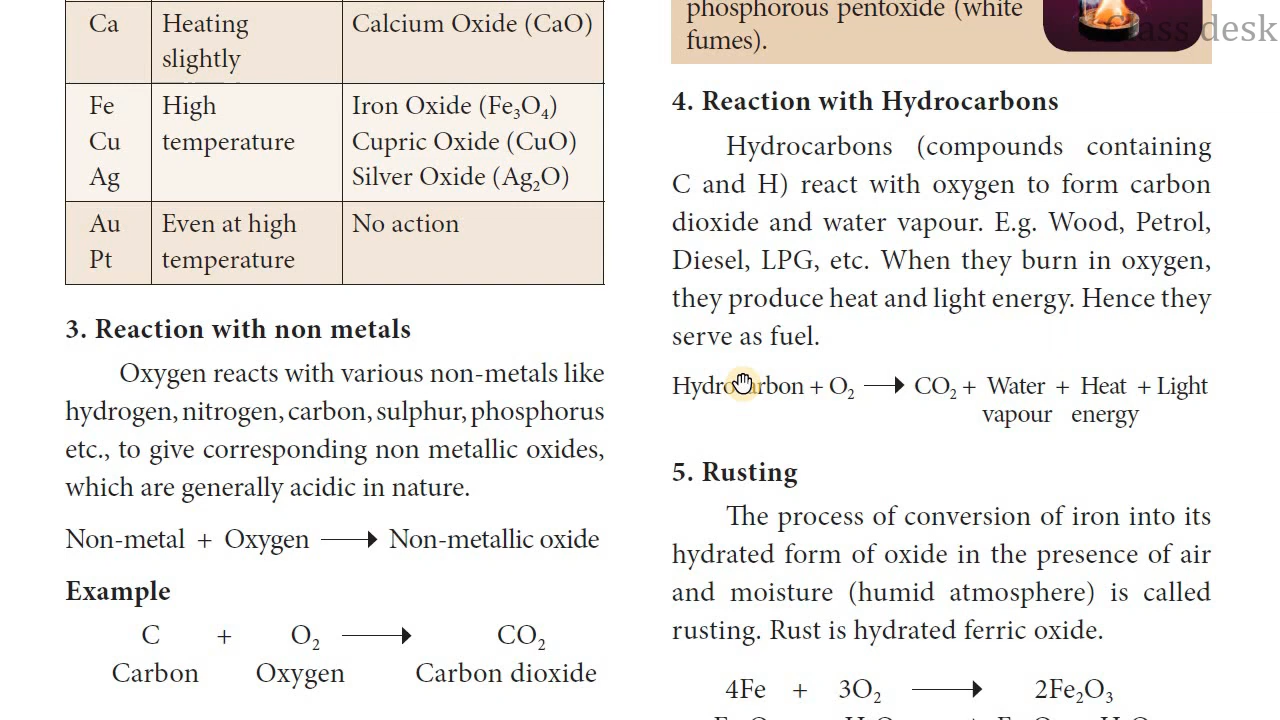 Ca Heating Calcium Oxide (CaO)
slightly
Fe High Iron Oxide (Fe₃O₄)
Cu temperature Cupric Oxide (CuO)
Ag Silver Oxide (Ag₂O)
Au Even at high No action
Pt temperature
3. Reaction with non metals
Oxygen reacts with various non-metals like
hydrogen, nitrogen, carbon, sulphur, phosphorus
etc., to give corresponding non metallic oxides,
which are generally acidic in nature.
Non-metal + Oxygen ⟶ Non-metallic oxide
Example
C + O₂ ⟶ CO₂
Carbon Oxygen Carbon dioxide
phosphorous pentoxide (white
fumes).
desk
4. Reaction with Hydrocarbons
Hydrocarbons (compounds containing
C and H) react with oxygen to form carbon
dioxide and water vapour. E.g. Wood, Petrol,
Diesel, LPG, etc. When they burn in oxygen,
they produce heat and light energy. Hence they
serve as fuel.
Hydrocarbon + O₂ ⟶ CO₂ + Water + Heat + Light
vapour energy
5. Rusting
The process of conversion of iron into its
hydrated form of oxide in the presence of air
and moisture (humid atmosphere) is called
rusting. Rust is hydrated ferric oxide.
4Fe + 3O₂ ⟶ 2Fe₂O₃